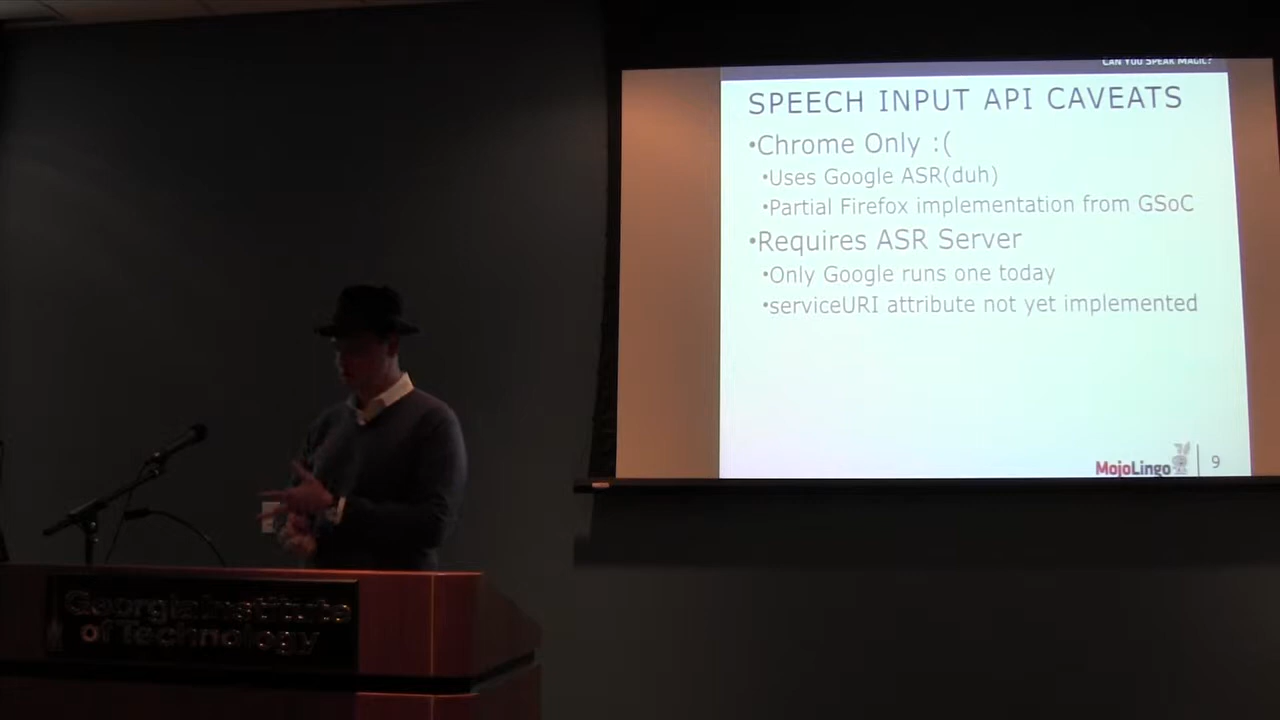 CAN YOU SPEAK MAGIC?
SPEECH INPUT API CAVEATS
•Chrome Only :(
•Uses Google ASR(duh)
•Partial Firefox implementation from GSoC
•Requires ASR Server
•Only Google runs one today
•serviceURI attribute not yet implemented
MojoLingo | 9
Georgia Institute
of Technology